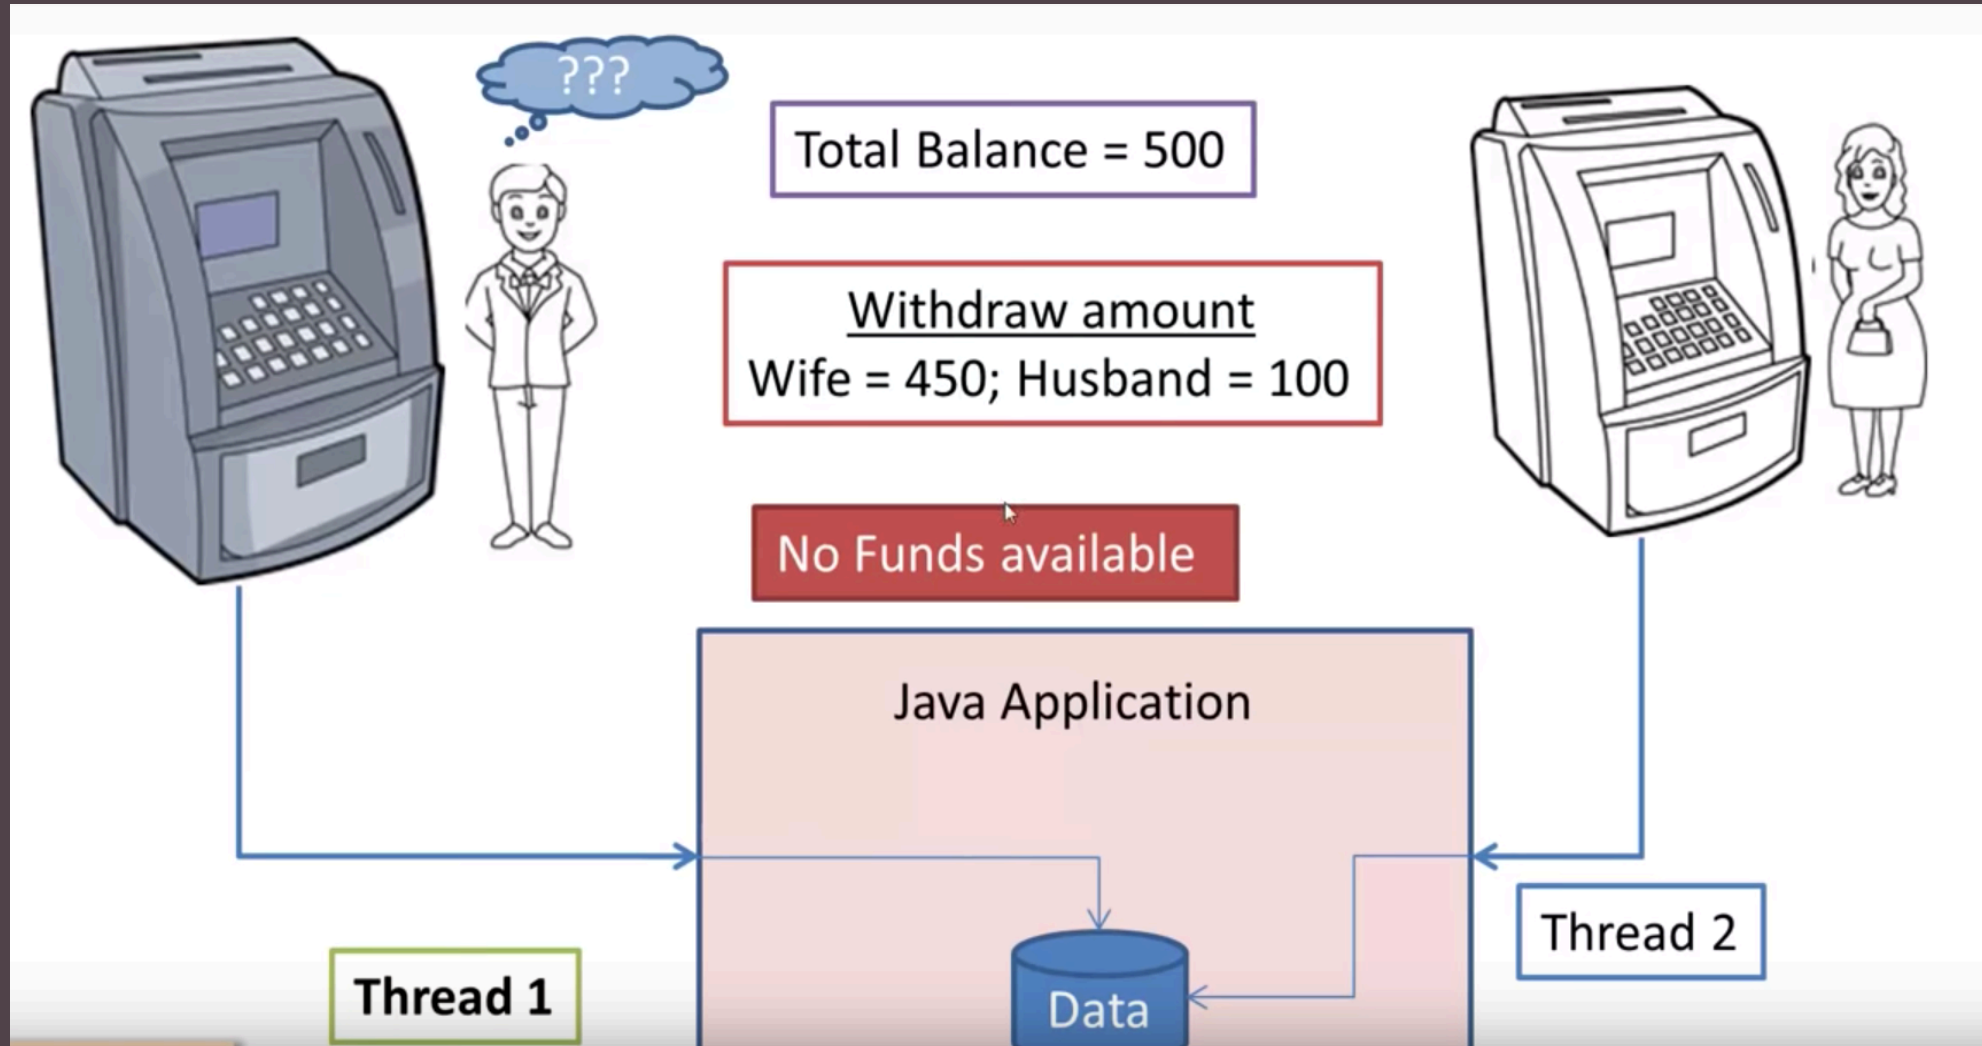 ???
Total Balance = 500
Withdraw amount
Wife = 450; Husband = 100
No Funds available
Java Application
Thread 2
Thread 1
Data